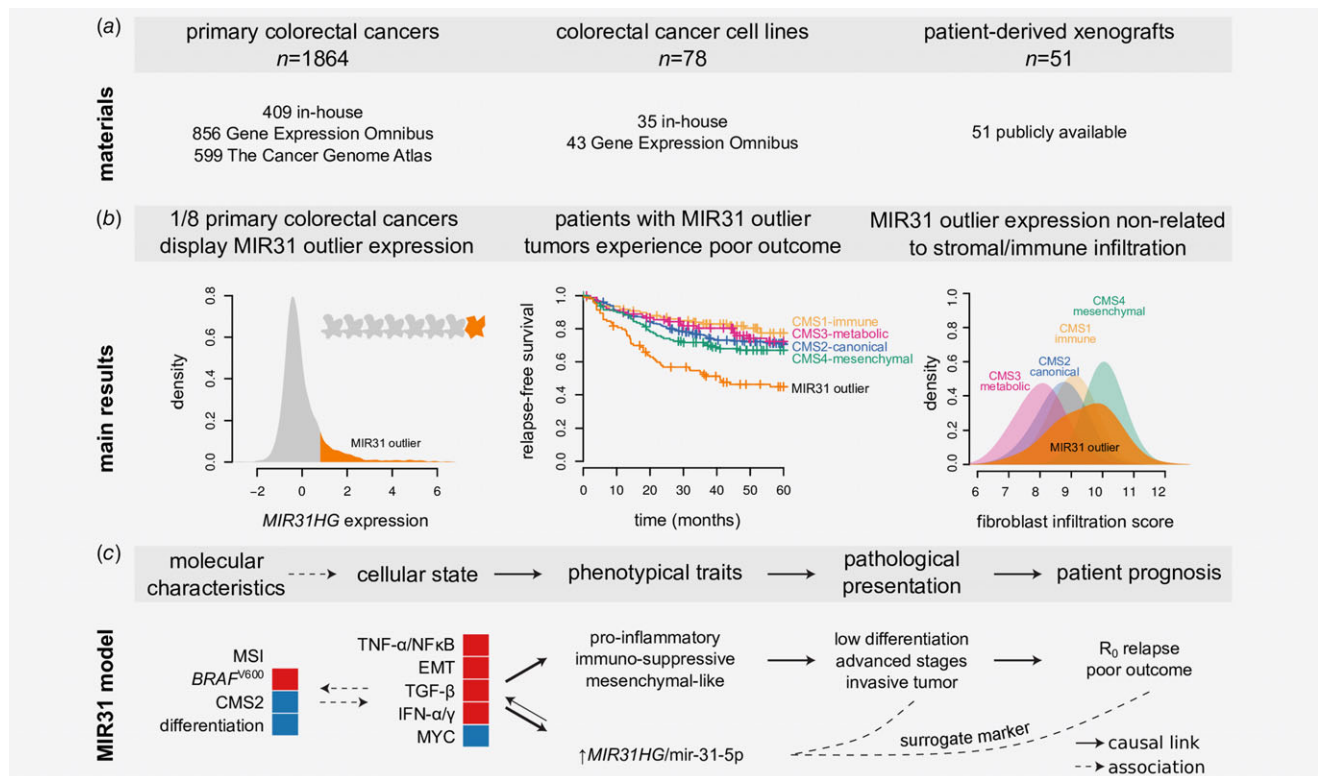 (a)
primary colorectal cancers
n=1864
colorectal cancer cell lines
n=78
patient-derived xenografts
n=51
materials
409 in-house
856 Gene Expression Omnibus
599 The Cancer Genome Atlas
35 in-house
43 Gene Expression Omnibus
51 publicly available
(b)
1/8 primary colorectal cancers
display MIR31 outlier expression
patients with MIR31 outlier
tumors experience poor outcome
MIR31 outlier expression non-related
to stromal/immune infiltration
main results
density
0.8
0.6
0.4
0.2
0.0
MIR31 outlier
−2 0 2 4 6
MIR31HG expression
relapse-free survival
1.0
0.8
0.6
0.4
0.2
0.0
CMS1-immune
CMS3-metabolic
CMS2-canonical
CMS4-mesenchymal
MIR31 outlier
0 10 20 30 40 50 60
time (months)
density
1.0
0.8
0.6
0.4
0.2
0.0
CMS4
mesenchymal
CMS1
immune
CMS2
canonical
CMS3
metabolic
MIR31 outlier
6 7 8 9 10 11 12
fibroblast infiltration score
(c)
molecular
characteristics
cellular state
phenotypical traits
pathological
presentation
patient prognosis
MIR31 model
MSI
BRAFV600
CMS2
differentiation
TNF-α/NFκB
EMT
TGF-β
IFN-α/γ
MYC
pro-inflammatory
immuno-suppressive
mesenchymal-like
↑MIR31HG/mir-31-5p
low differentiation
advanced stages
invasive tumor
R0 relapse
poor outcome
surrogate marker
causal link
association